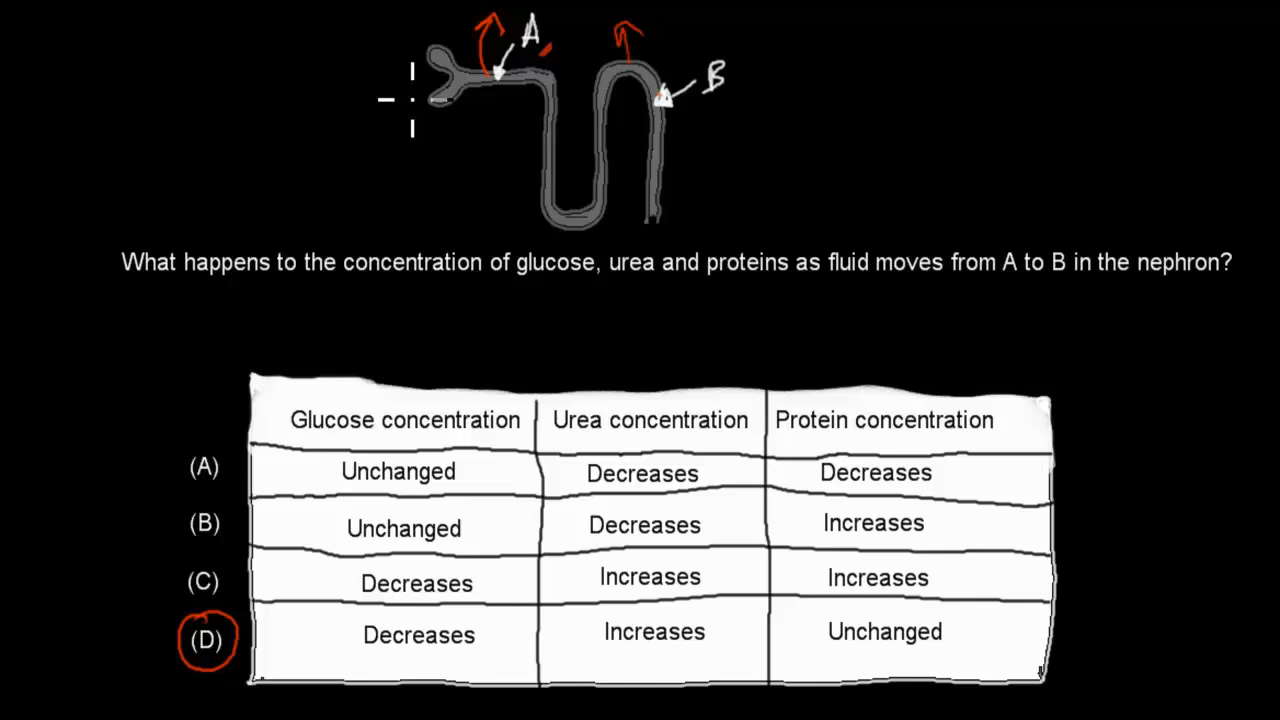 A
B
What happens to the concentration of glucose, urea and proteins as fluid moves from A to B in the nephron?
Glucose concentration Urea concentration Protein concentration
(A) Unchanged Decreases Decreases
(B) Unchanged Decreases Increases
(C) Decreases Increases Increases
(D) Decreases Increases Unchanged